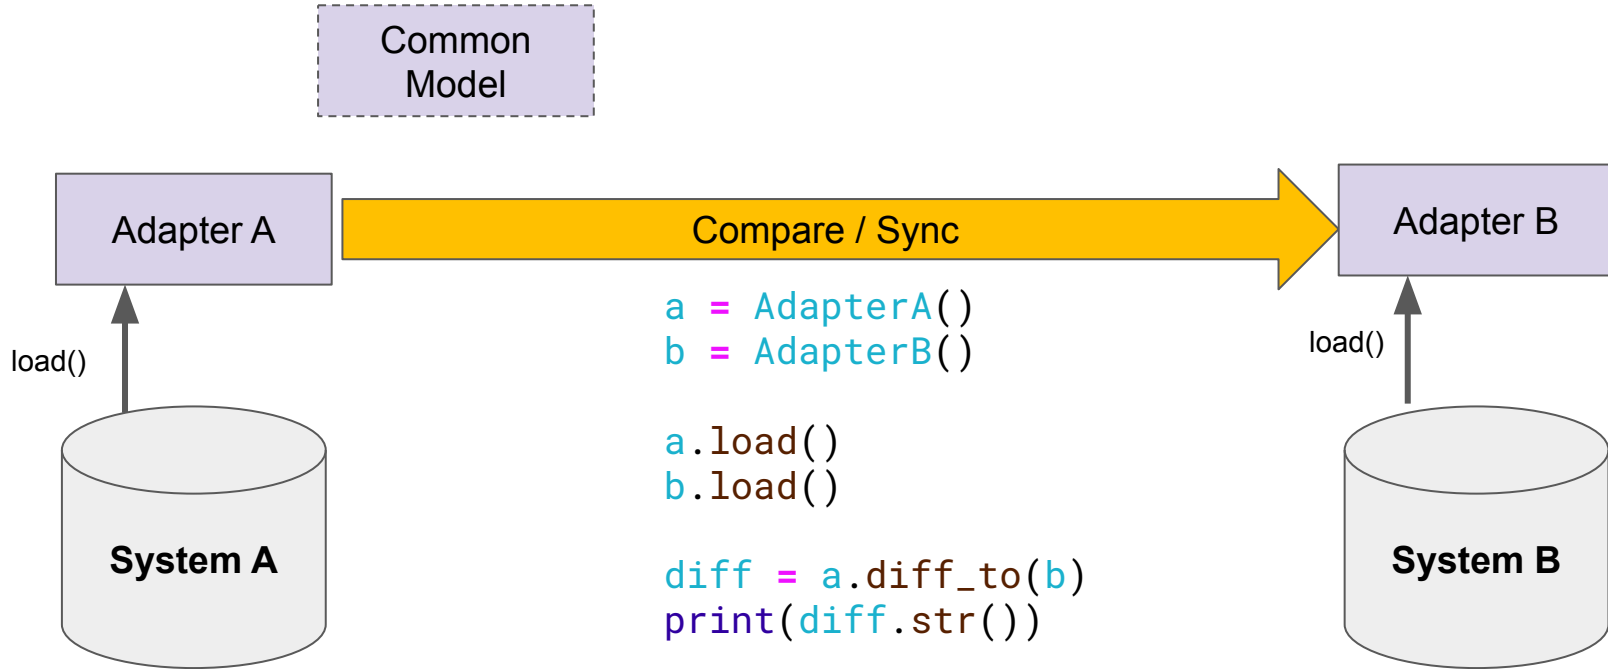 Common
Model
Adapter A
Compare / Sync
Adapter B
a = AdapterA()
b = AdapterB()
load()
load()
a.load()
b.load()
System A
System B
diff = a.diff_to(b)
print(diff.str())